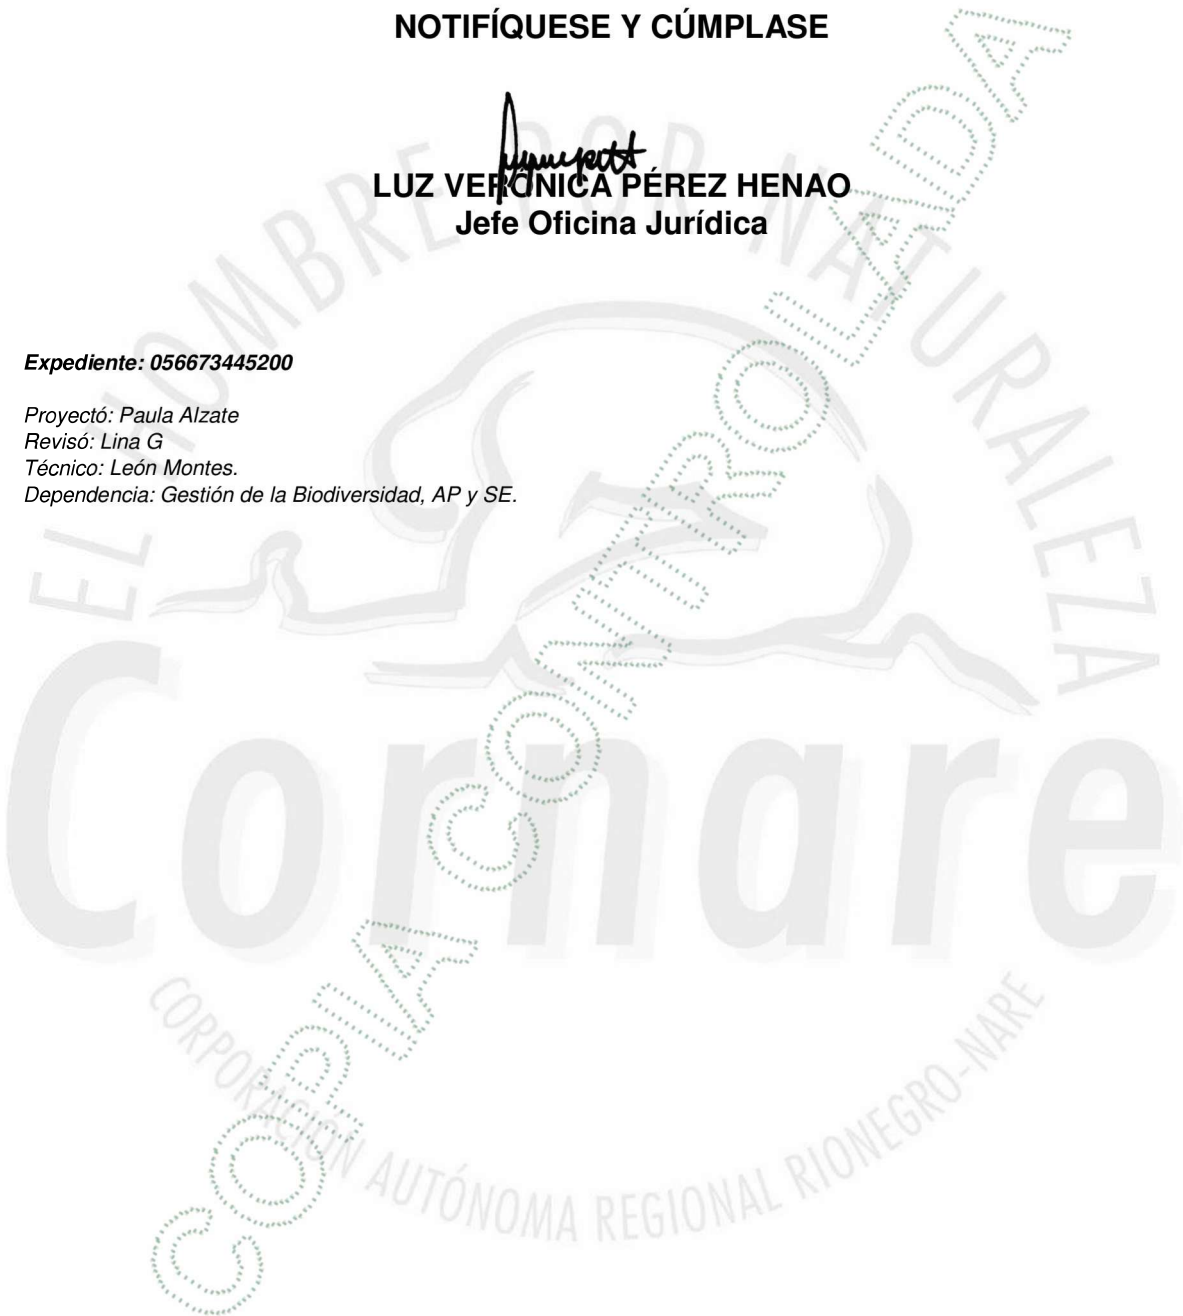 NOTIFÍQUESE Y CÚMPLASE
LUZ VERÓNICA PÉREZ HENAO
Jefe Oficina Jurídica
Expediente: 056673445200
Proyectó: Paula Alzate
Revisó: Lina G
Técnico: León Montes.
Dependencia: Gestión de la Biodiversidad, AP y SE.
EL HOMBRE POR NATURALEZA
Cornare
CORPORACIÓN AUTÓNOMA REGIONAL RIONEGRO-NARE
COPIA CONTROLADA